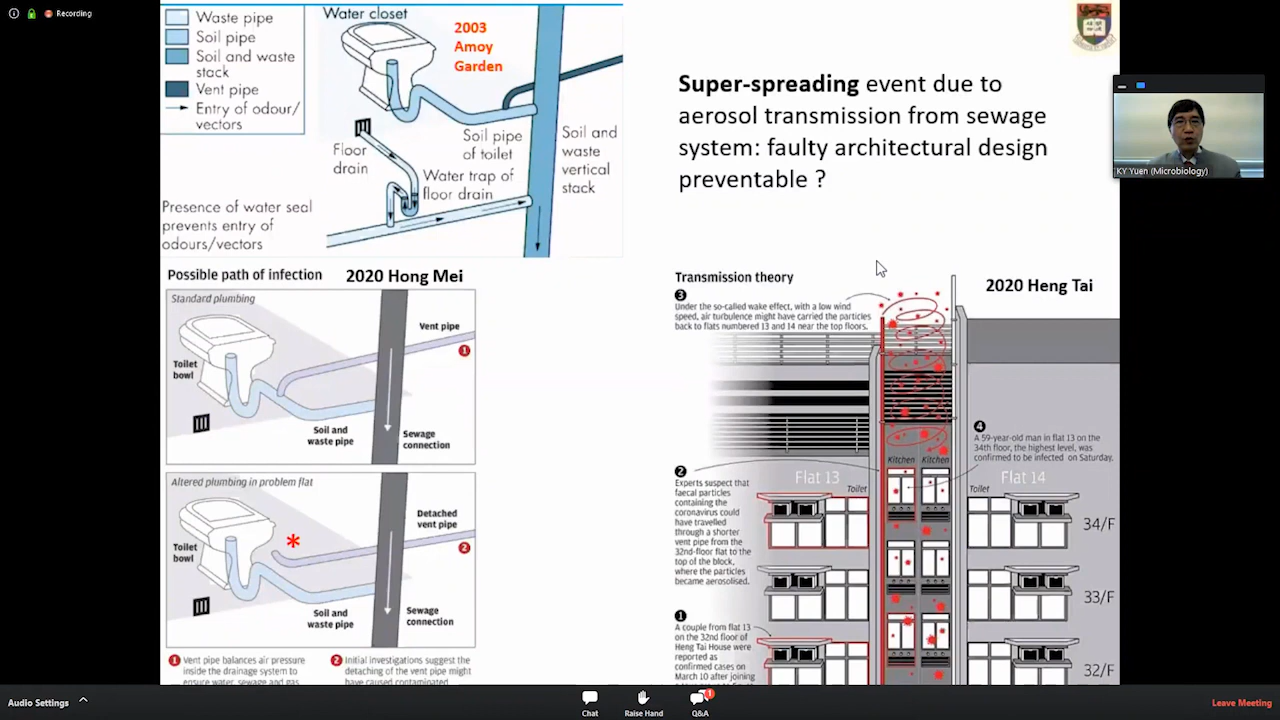 Recording
Waste pipe
Soil pipe
Soil and waste
stack
Vent pipe
Entry of odour/
vectors
Water closet
2003
Amoy
Garden
Floor
drain
Soil pipe
of toilet
Water trap of
floor drain
Soil and
waste
vertical
stack
Presence of water seal
prevents entry of
odours/vectors
Super-spreading event due to
aerosol transmission from sewage
system: faulty architectural design
preventable ?
KY Yuen (Microbiology)
Possible path of infection
2020 Hong Mei
Standard plumbing
Vent pipe
1
Toilet
bowl
Soil and
waste pipe
Sewage
connection
Altered plumbing in problem flat
*
Detached
vent pipe
2
Toilet
bowl
Soil and
waste pipe
Sewage
connection
1 Vent pipe balances air pressure
inside the drainage system to
ensure water, sewage and gas
2 Initial investigations suggest the
detaching of the vent pipe might
have caused contaminated
Transmission theory
2020 Heng Tai
3
Under the so-called wake effect, with a low wind
speed, air turbulence might have carried the particles
back to flats numbered 13 and 14 near the top floors.
4
A 59-year-old man in flat 13 on the
34th floor, the highest level, was
confirmed to be infected on Saturday.
Kitchen Kitchen
2
Experts suspect that
faecal particles
containing the
coronavirus could
have travelled
through a shorter
vent pipe from the
32nd-floor flat to the
top of the block,
where the particles
became aerosolised.
Flat 13
Toilet
Toilet
Flat 14
34/F
33/F
32/F
1
A couple from flat 13
on the 32nd floor of
Heng Tai House were
reported as
confirmed cases on
March 10 after joining
Audio Settings
Chat
Raise Hand
1
Q&A
Leave Meeting